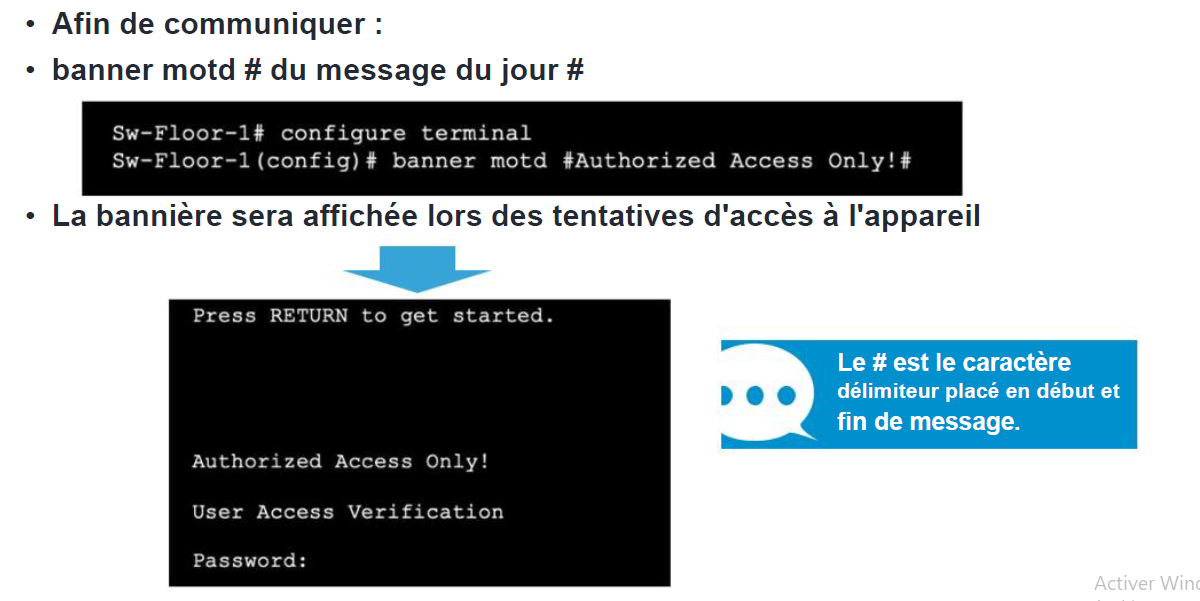 • Afin de communiquer :
• banner motd # du message du jour #
Sw-Floor-1# configure terminal
Sw-Floor-1(config)# banner motd #Authorized Access Only!#
• La bannière sera affichée lors des tentatives d'accès à l'appareil
Press RETURN to get started.
Authorized Access Only!
User Access Verification
Password:
Le # est le caractère
délimiteur placé en début et
fin de message.
Activer Wind